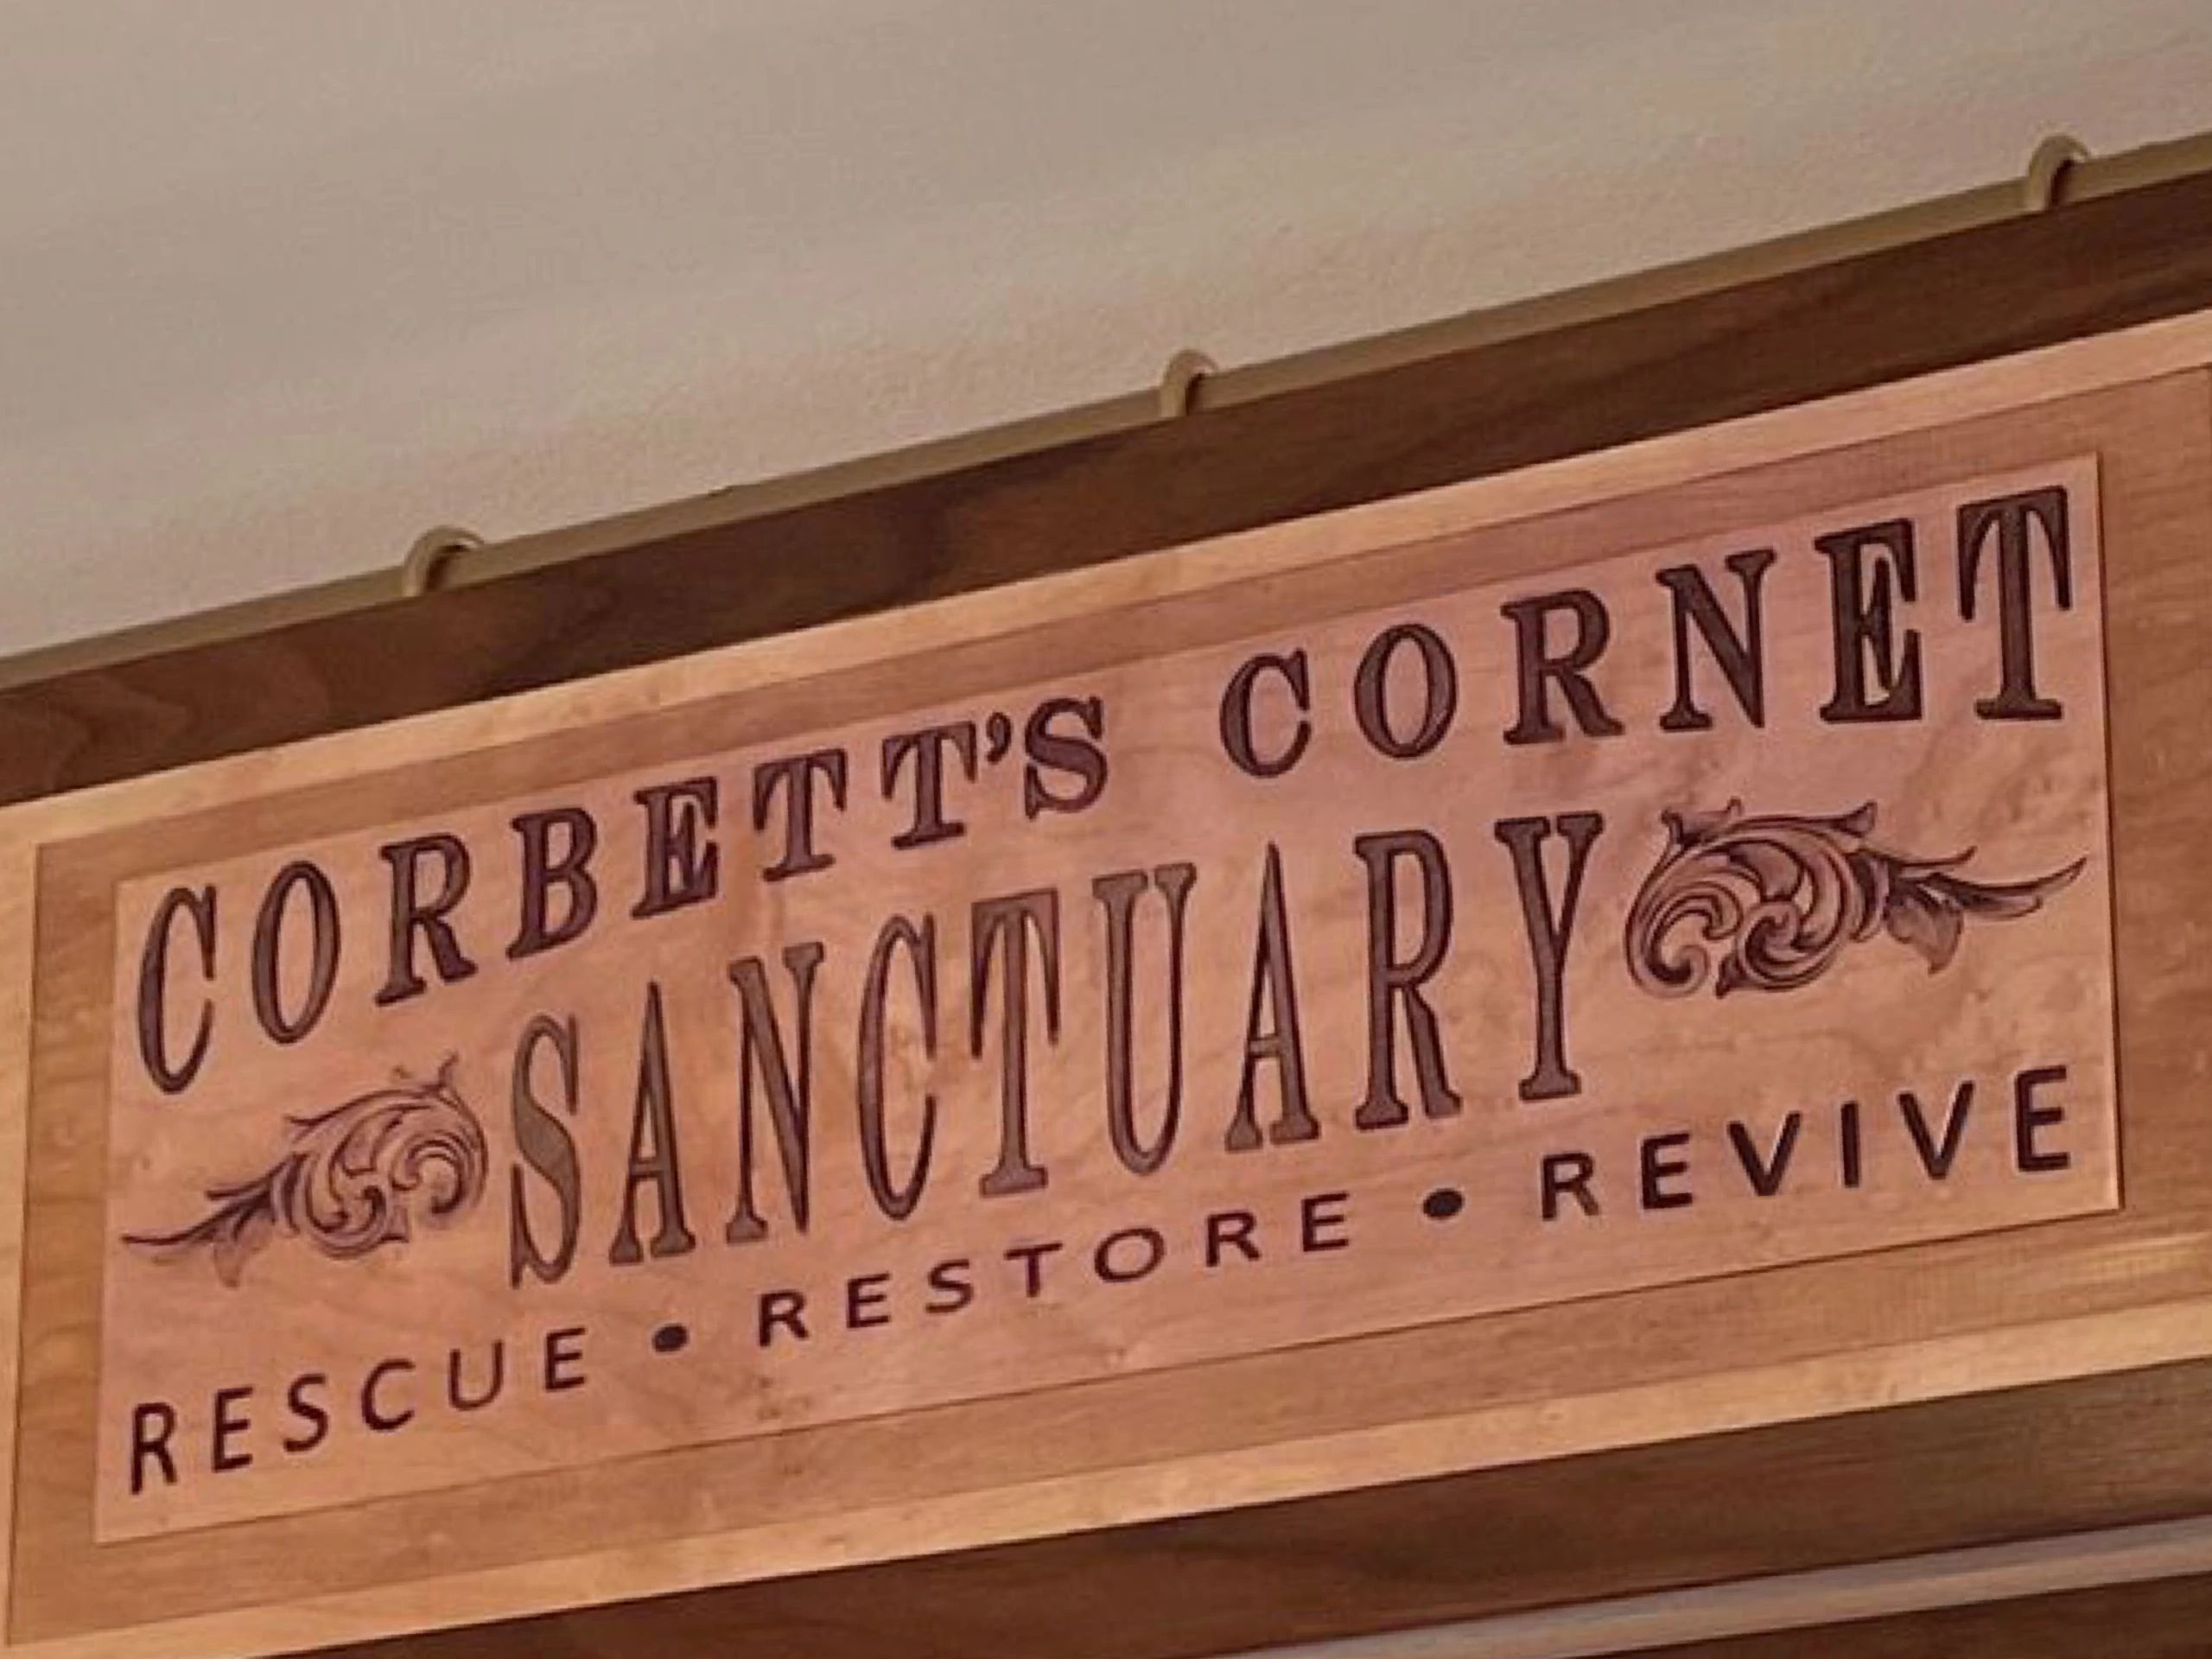 CORBETT'S CORNET
SANCTUARY
RESCUE • RESTORE • REVIVE